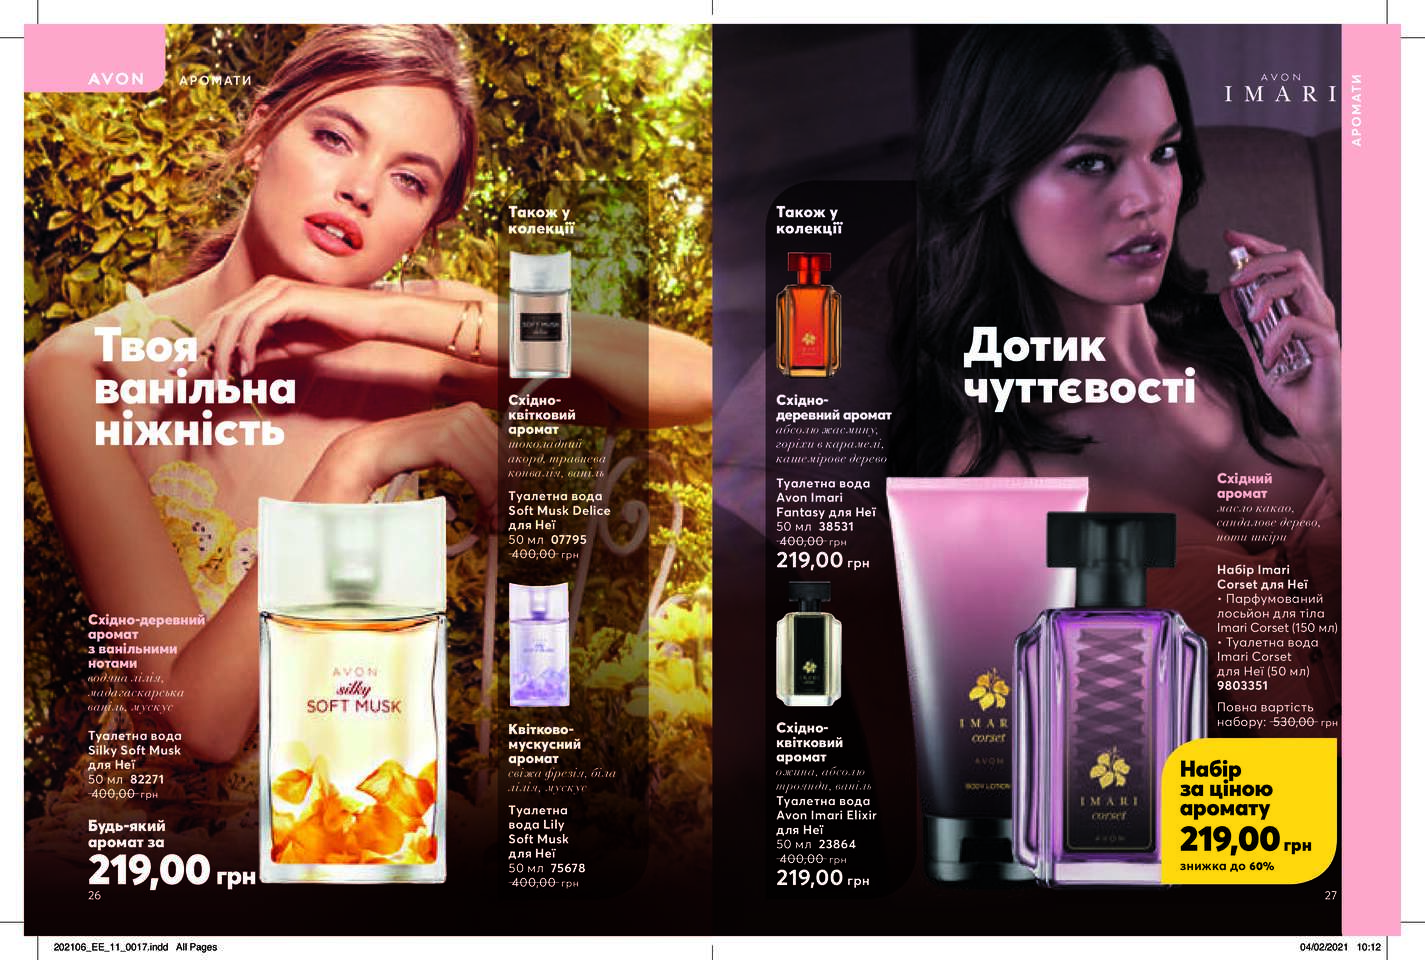 AVON
АРОМАТИ
Твоя
ванільна
ніжність
Східно-деревний
аромат
з ванільними
нотами
водяна лілія,
мадагаскарська
ваніль, мускус
Туалетна вода
Silky Soft Musk
для Неї
50 мл 82271
400,00 грн
Будь-який
аромат за
219,00 грн
26
AVON
silky
SOFT MUSK
Також у
колекції
SOFT MUSK
delice
Східно-
квітковий
аромат
шоколадний
акорд, травнева
конвалія, ваніль
Туалетна вода
Soft Musk Delice
для Неї
50 мл 07795
400,00 грн
SOFT MUSK
Квітково-
мускусний
аромат
свіжа фрезія, біла
лілія, мускус
Туалетна
вода Lily
Soft Musk
для Неї
50 мл 75678
400,00 грн
Також у
колекції
Східно-
деревний аромат
абсолю жасмину,
горіхи в карамелі,
кашемірове дерево
Туалетна вода
Avon Imari
Fantasy для Неї
50 мл 38531
400,00 грн
219,00 грн
Східно-
квітковий
аромат
ожина, абсолю
троянди, ваніль
Туалетна вода
Avon Imari Elixir
для Неї
50 мл 23864
400,00 грн
219,00 грн
AVON
IMARI
АРОМАТИ
Дотик
чуттєвості
IMAR
corset
AVON
BODY LOTION
IMARI
corset
AVON
Східний
аромат
масло какао,
сандалове дерево,
ноти шкіри
Набір Imari
Corset для Неї
• Парфумований
лосьйон для тіла
Imari Corset (150 мл)
• Туалетна вода
Imari Corset
для Неї (50 мл)
9803351
Повна вартість
набору: 530,00 грн
Набір
за ціною
аромату
219,00 грн
знижка до 60%
27
202106_EE_11_0017.indd All Pages
04/02/2021 10:12